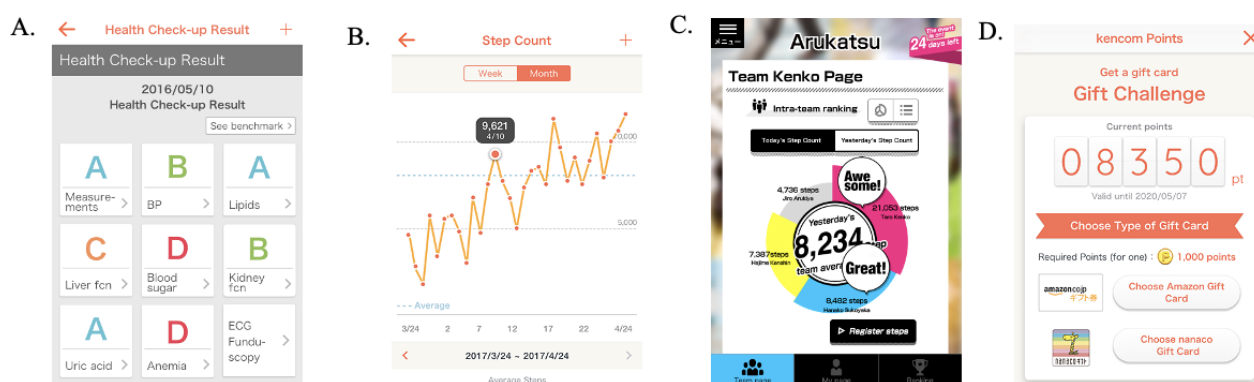 A.
← Health Check-up Result +
Health Check-up Result
2016/05/10
Health Check-up Result
See benchmark >
A B A
Measure-
ments > BP > Lipids >
C D B
Liver fcn > Blood
sugar > Kidney
fcn >
A D ECG
Fundu-
scopy >
Uric acid > Anemia >
B.
← Step Count +
Week Month
9,621
4/10
10,000
5,000
--- Average
3/24 2 7 12 17 22 4/24
< 2017/3/24 ~ 2017/4/24 >
Average Steps
C.
メニュー
Arukatsu
The event
is on!
24 days left
Team Kenko Page
Intra-team ranking
Today's Step Count Yesterday's Step Count
Awe
some!
4,736 steps
Jiro Arukiya
21,053 steps
Taro Kenko
Yesterday's
8,234 step
team average
Great!
7,387 steps
Hajime Kenshin
8,482 steps
Hanako Sukoyaka
▷ Register steps
Team page My page Ranking
D.
kencom Points ×
Get a gift card
Gift Challenge
Current points
08350 pt
Valid until 2020/05/07
Choose Type of Gift Card
Required Points (for one) : P 1,000 points
amazon.co.jp
ギフト券
Choose Amazon Gift
Card
nanacoギフト
Choose nanaco
Gift Card